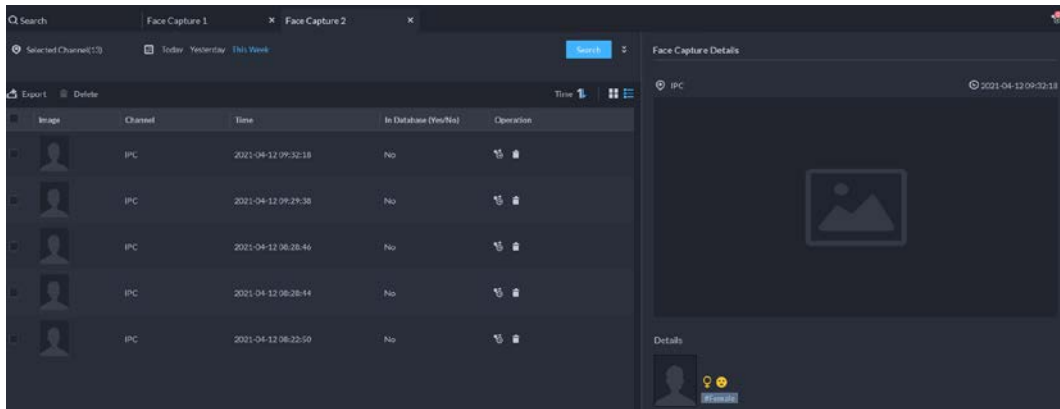 Search Face Capture 1 × Face Capture 2 ×
Selected Channel(13) Today Yesterday This Week Search
Face Capture Details
IPC 2021-04-12 09:32:18
Export Delete Time
Image Channel Time In Database (Yes/No) Operation
IPC 2021-04-12 09:32:18 No
IPC 2021-04-12 09:29:38 No
IPC 2021-04-12 08:28:46 No
IPC 2021-04-12 08:28:44 No
IPC 2021-04-12 08:22:50 No
Details
#Female